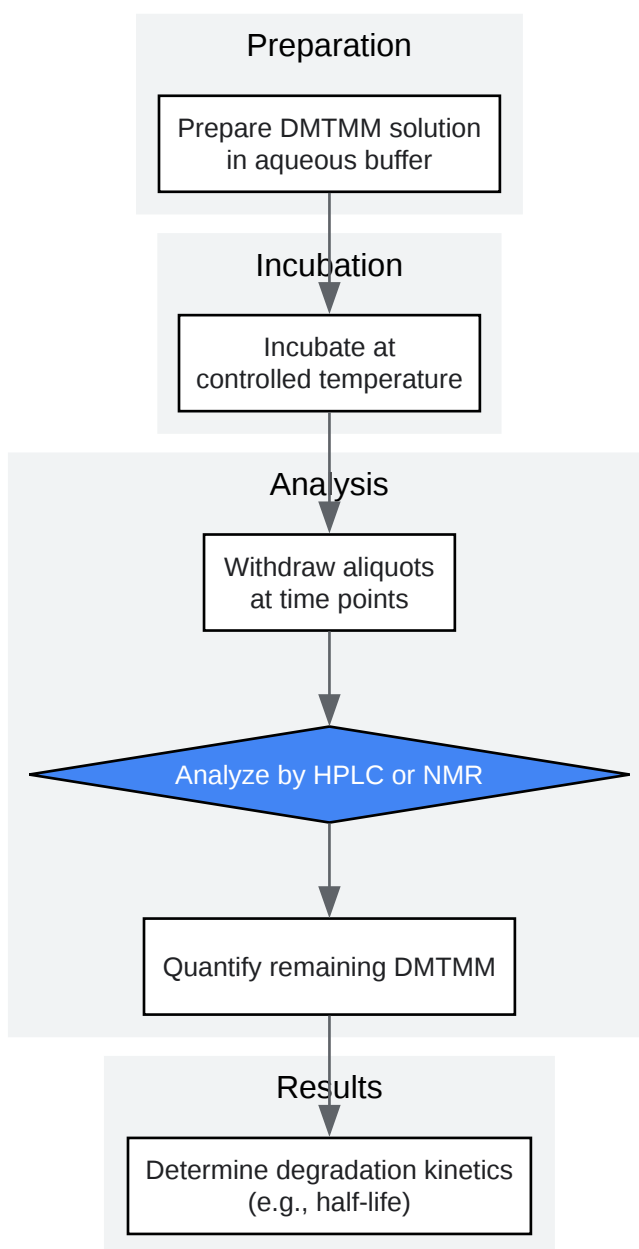 Preparation
Prepare DMTMM solution
in aqueous buffer
Incubation
Incubate at
controlled temperature
Analysis
Withdraw aliquots
at time points
Analyze by HPLC or NMR
Quantify remaining DMTMM
Results
Determine degradation kinetics
(e.g., half-life)